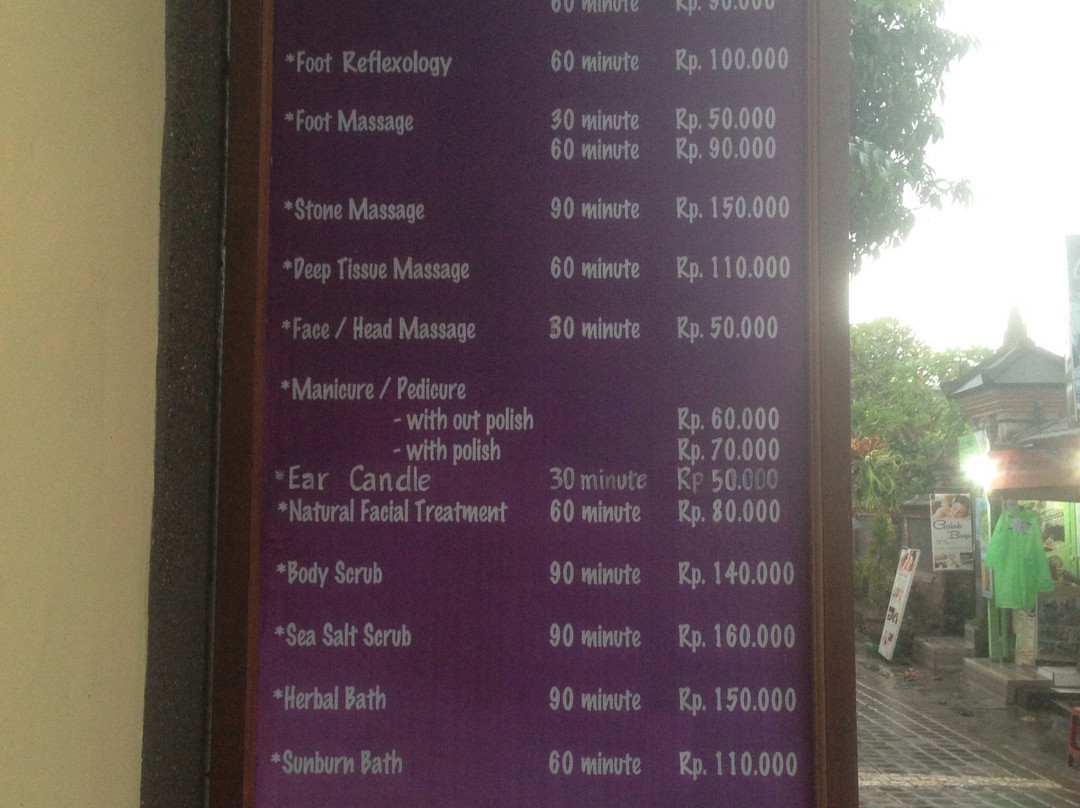 60 minute Rp. 90.000
*Foot Reflexology 60 minute Rp. 100.000
*Foot Massage 30 minute Rp. 50.000
60 minute Rp. 90.000
*Stone Massage 90 minute Rp. 150.000
*Deep Tissue Massage 60 minute Rp. 110.000
*Face / Head Massage 30 minute Rp. 50.000
*Manicure / Pedicure
- with out polish Rp. 60.000
- with polish Rp. 70.000
*Ear Candle 30 minute Rp 50.000
*Natural Facial Treatment 60 minute Rp. 80.000
*Body Scrub 90 minute Rp. 140.000
*Sea Salt Scrub 90 minute Rp. 160.000
*Herbal Bath 90 minute Rp. 150.000
*Sunburn Bath 60 minute Rp. 110.000